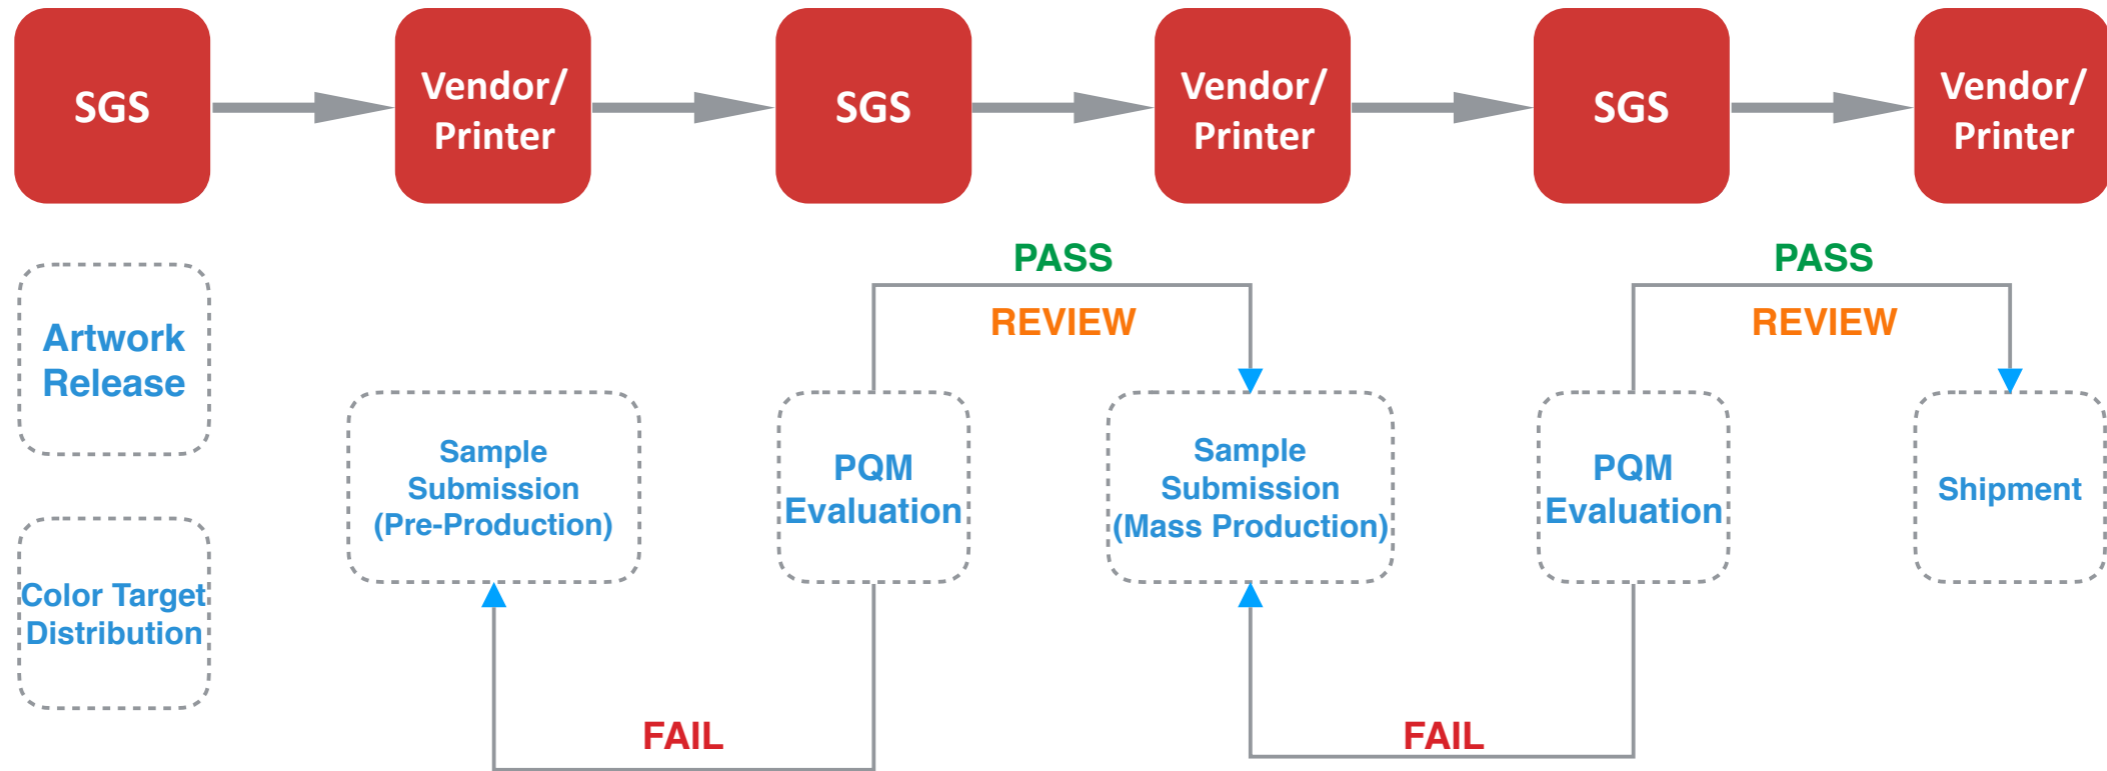 SGS
Vendor/
Printer
SGS
Vendor/
Printer
SGS
Vendor/
Printer
Artwork
Release
Color Target
Distribution
Sample
Submission
(Pre-Production)
PQM
Evaluation
PASS
REVIEW
FAIL
Sample
Submission
(Mass Production)
PQM
Evaluation
PASS
REVIEW
FAIL
Shipment